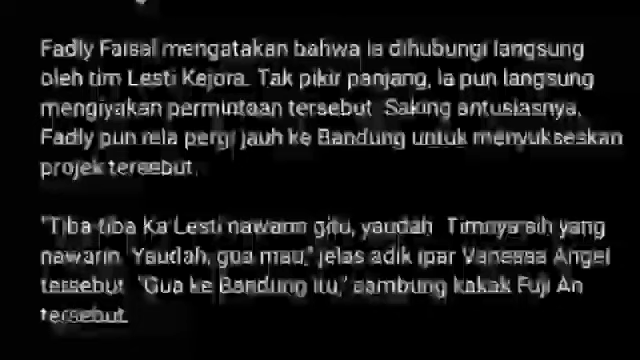 Fadly Faisal mengatakan bahwa ia dihubungi langsung
oleh tim Lesti Kejora. Tak pikir panjang, ia pun langsung
mengiyakan permintaan tersebut. Saking antusiasnya,
Fadly pun rela pergi jauh ke Bandung untuk menyukseskan
projek tersebut.
"Tiba-tiba Ka Lesti nawarin gitu, yaudah. Timnya sih yang
nawarin. Yaudah, gua mau," jelas adik ipar Vanessa Angel
tersebut. "Gua ke Bandung itu," sambung kakak Fuji An
tersebut.